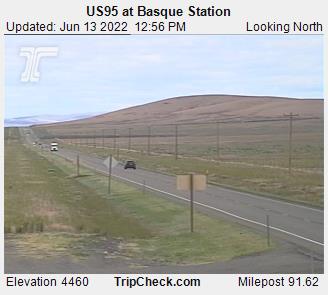 US95 at Basque Station
Updated: Jun 13 2022 12:56 PM Looking North
Elevation 4460 TripCheck.com Milepost 91.62